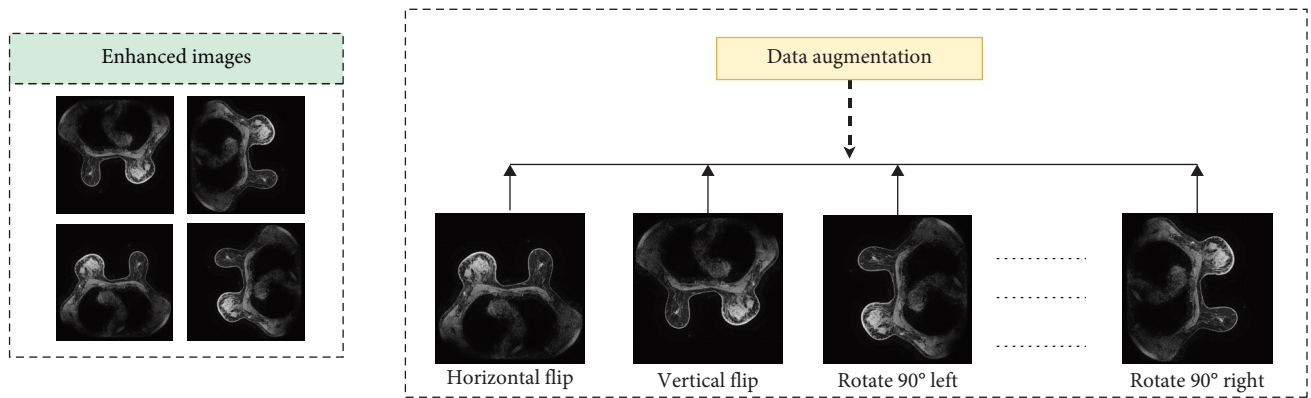 Enhanced images
Data augmentation
Horizontal flip
Vertical flip
Rotate 90° left
Rotate 90° right